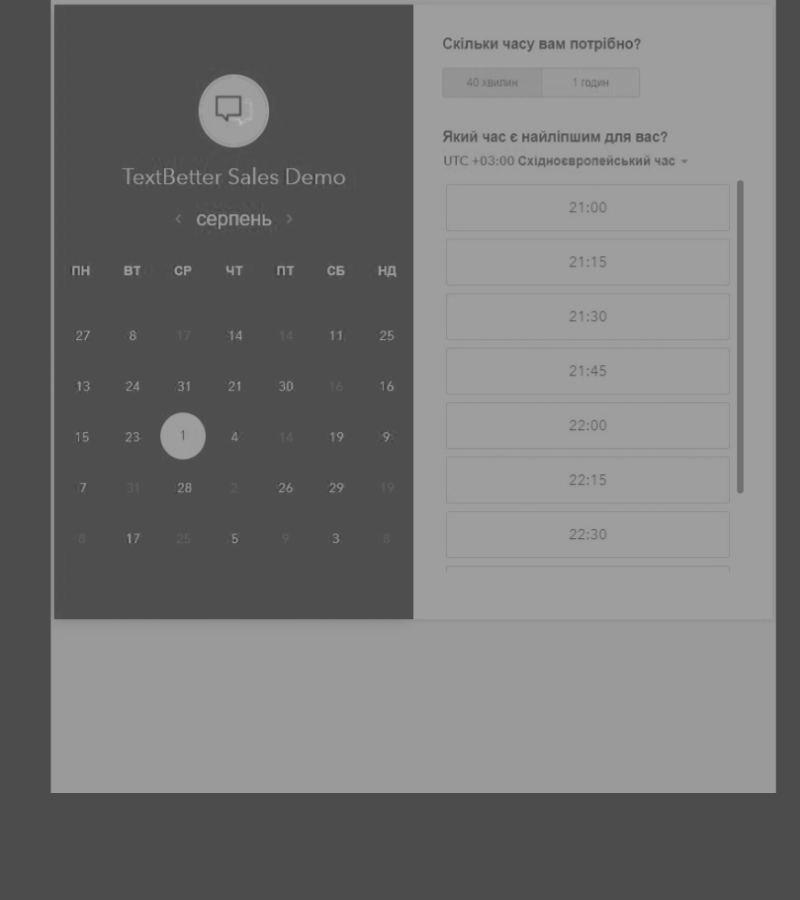 TextBetter Sales Demo
‹ серпень ›
ПН ВТ СР ЧТ ПТ СБ НД
27 8 17 14 14 11 25
13 24 31 21 30 16 16
15 23 1 4 14 19 9
7 31 28 2 26 29 19
8 17 25 5 9 3 8
Скільки часу вам потрібно?
40 хвилин 1 годин
Який час є найліпшим для вас?
UTC +03:00 Східноєвропейський час
21:00
21:15
21:30
21:45
22:00
22:15
22:30